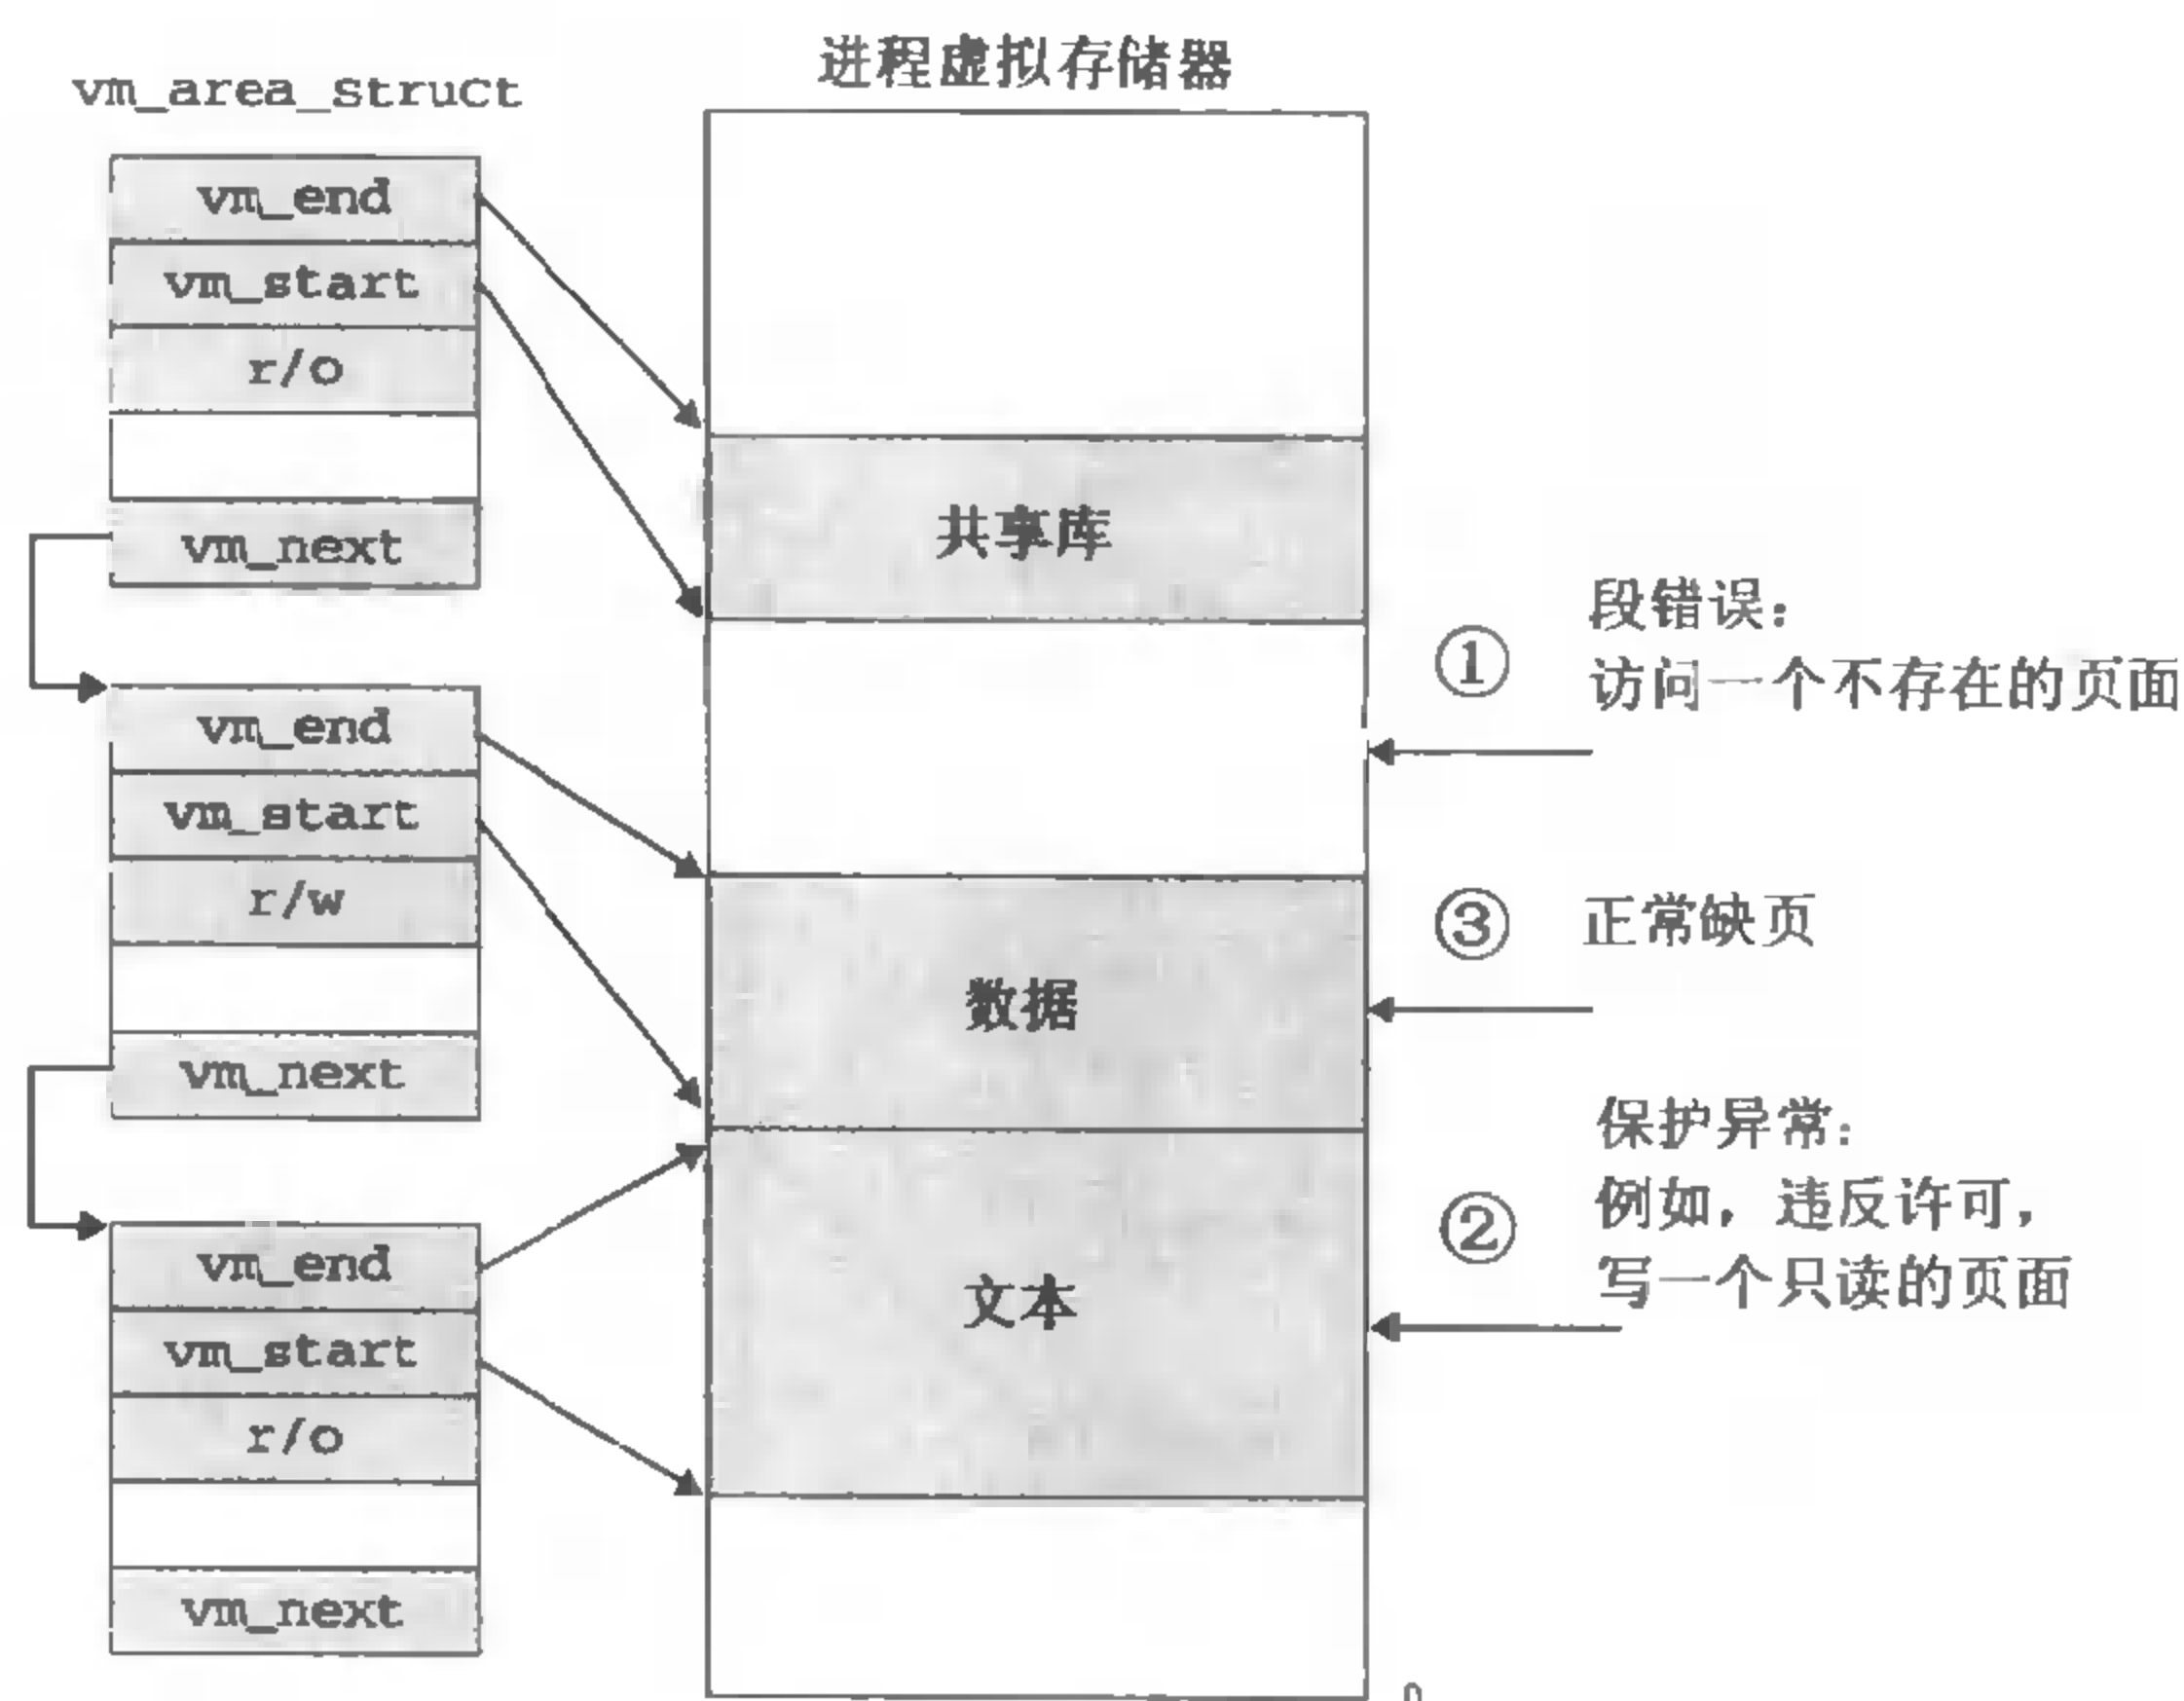 进程虚拟存储器
vm_area_struct
vm_end
vm_start
r/o
vm_next
vm_end
vm_start
r/w
vm_next
vm_end
vm_start
r/o
vm_next
共享库
数据
文本
①
段错误：
访问一个不存在的页面
③
正常缺页
②
保护异常：
例如，违反许可，
写一个只读的页面